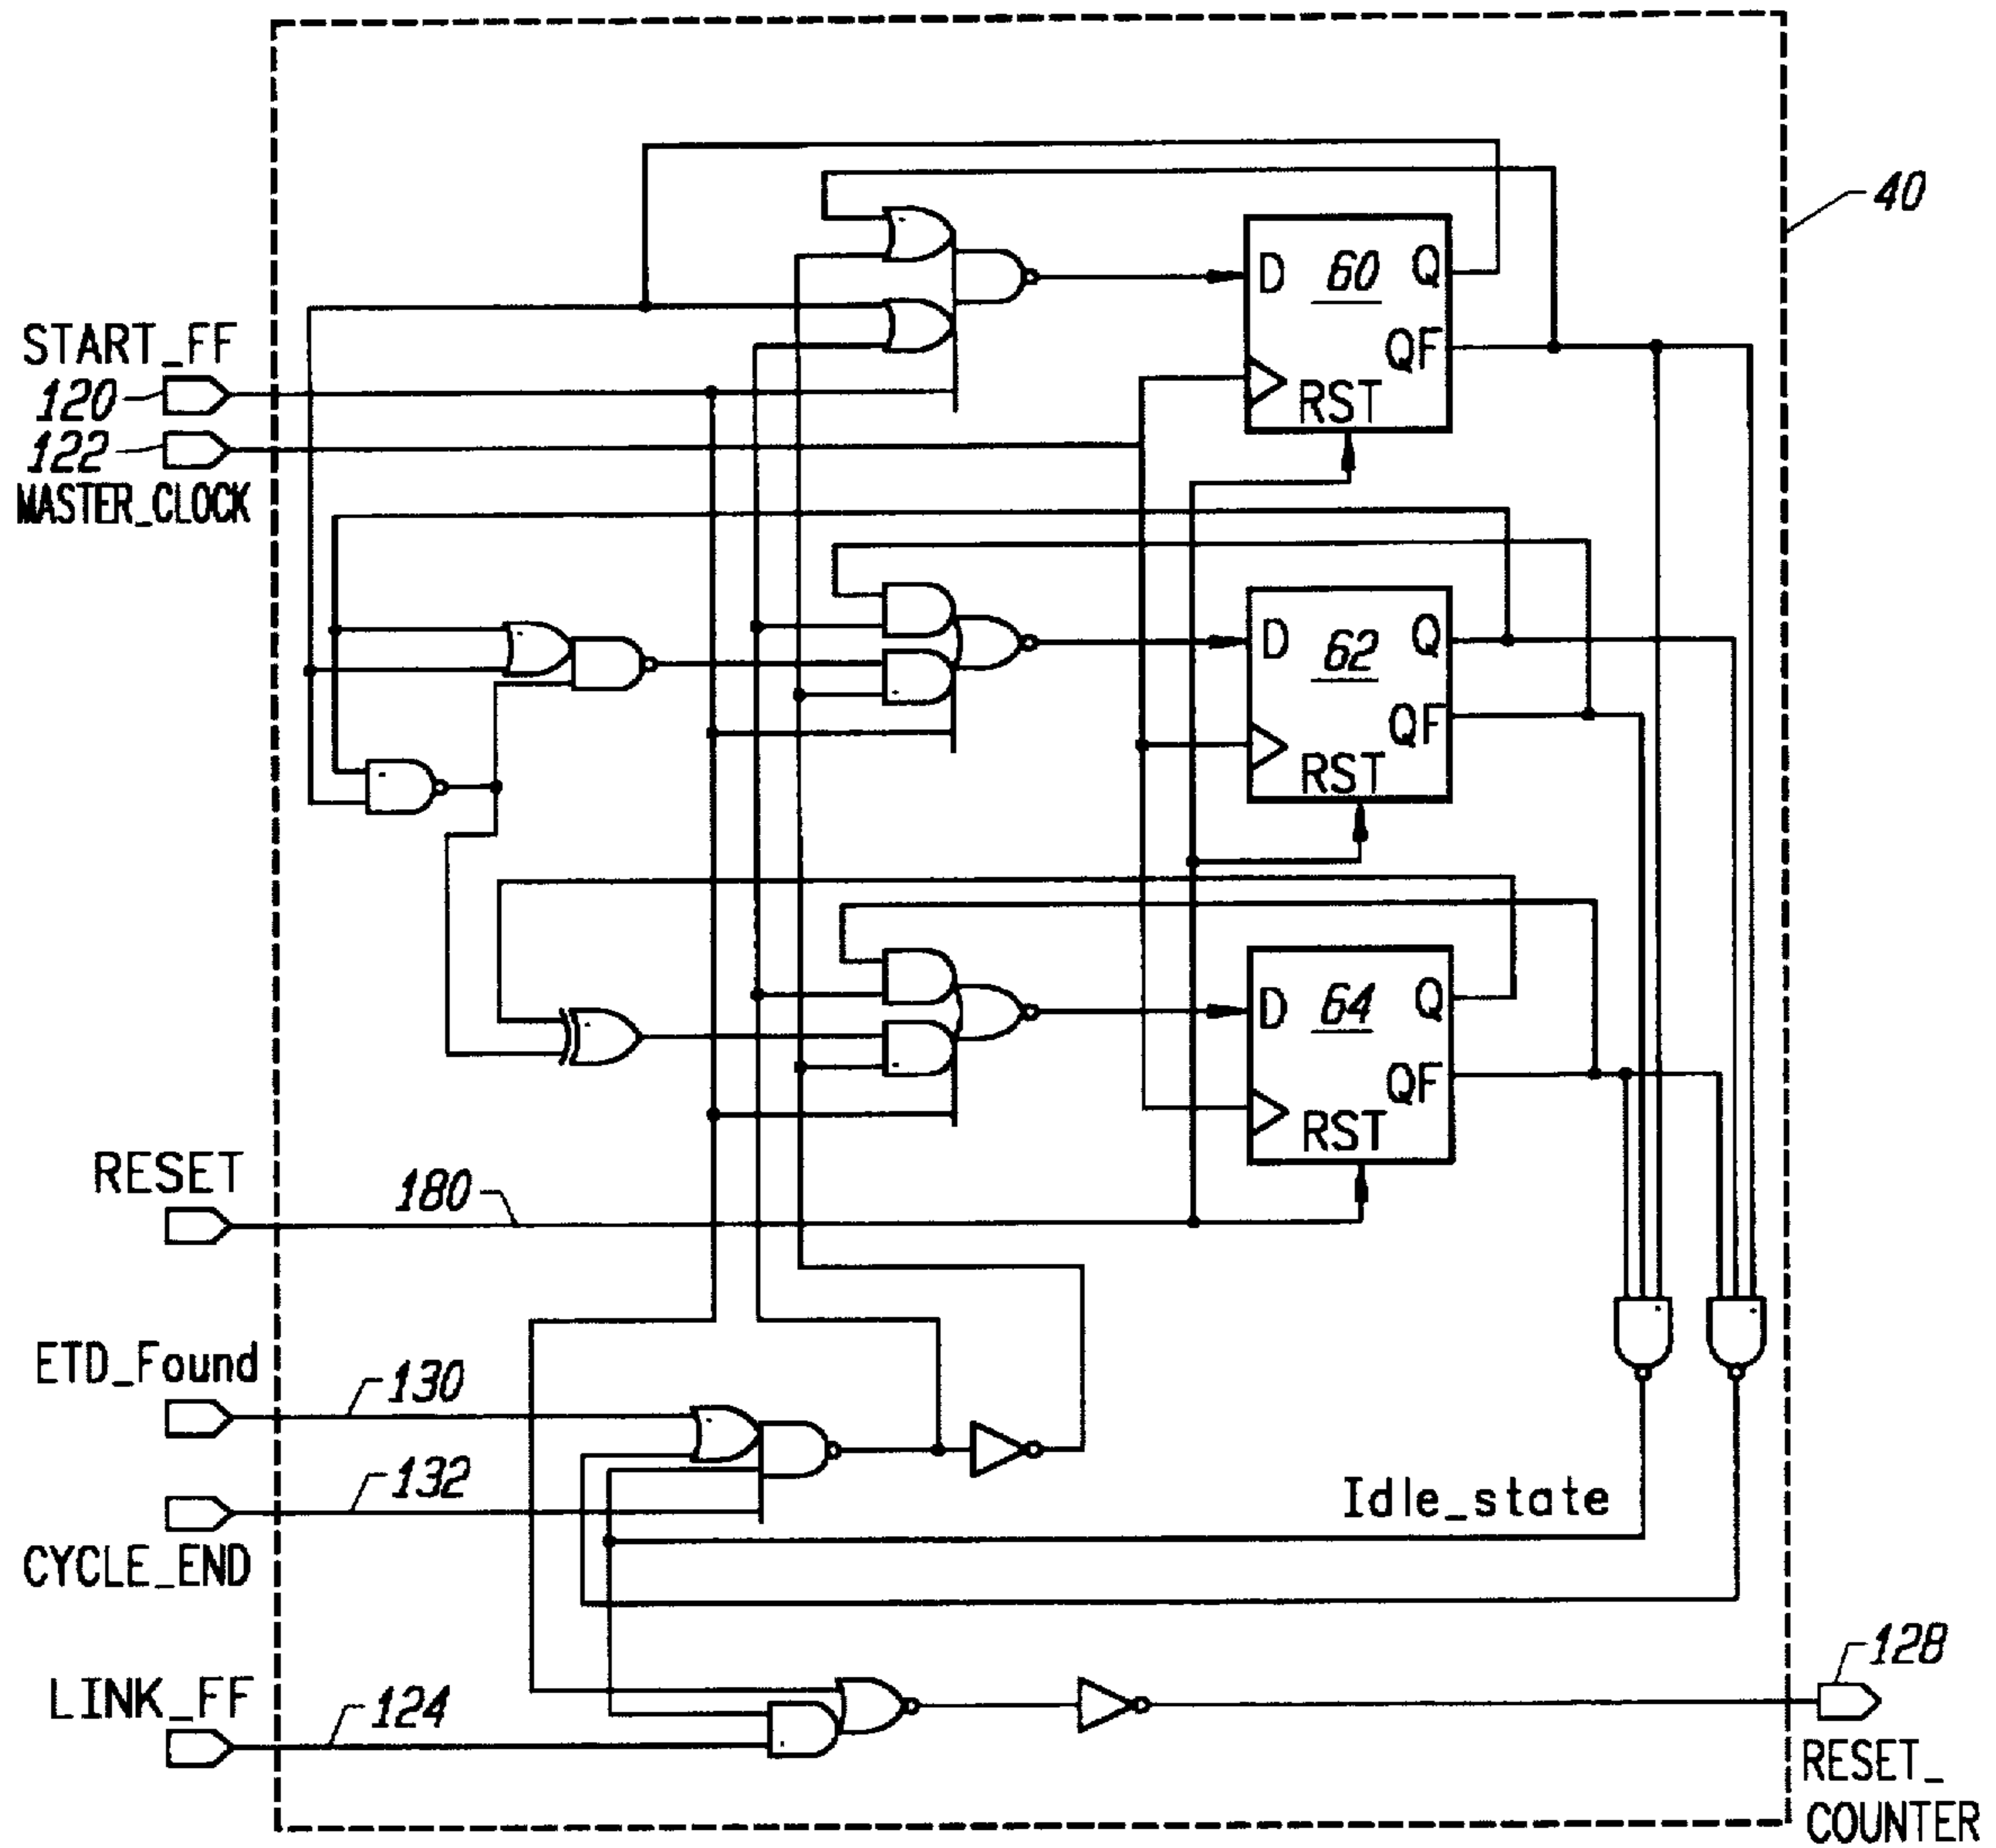 40
START_FF
120
122
MASTER_CLOCK
D 60 Q
QF
RST
D 62 Q
QF
RST
D 64 Q
QF
RST
RESET
180
ETD_Found
130
132
CYCLE_END
Idle_state
LINK_FF
124
128
RESET_
COUNTER